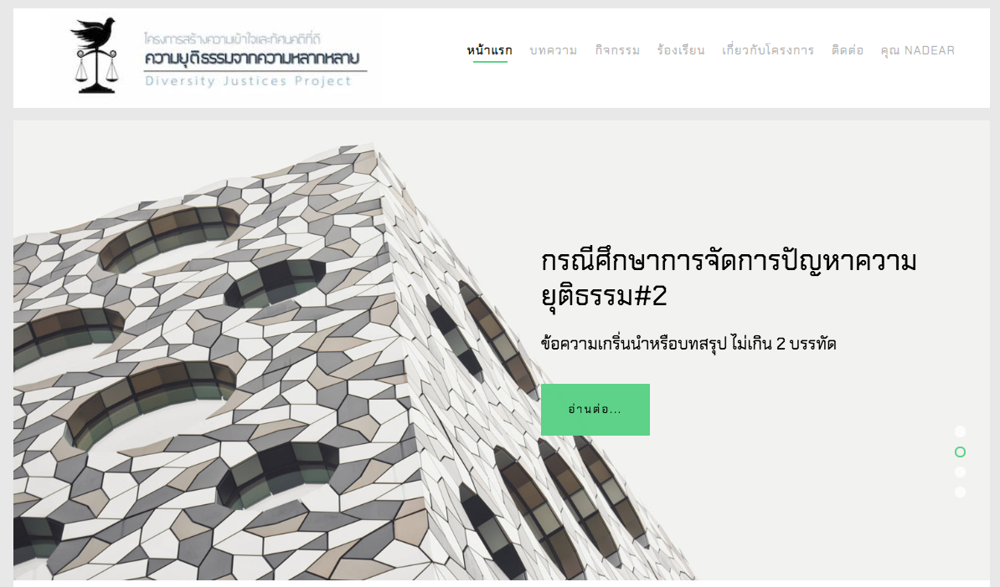 โครงการสร้างความเข้าใจและทัศนคติที่ดี
ความยุติธรรมจากความหลากหลาย
Diversity Justices Project
หน้าแรก บทความ กิจกรรม ร้องเรียน เกี่ยวกับโครงการ ติดต่อ คุณ NADEAR
กรณีศึกษาการจัดการปัญหาความ
ยุติธรรม#2
ข้อความเกริ่นนำหรือบทสรุป ไม่เกิน 2 บรรทัด
อ่านต่อ...